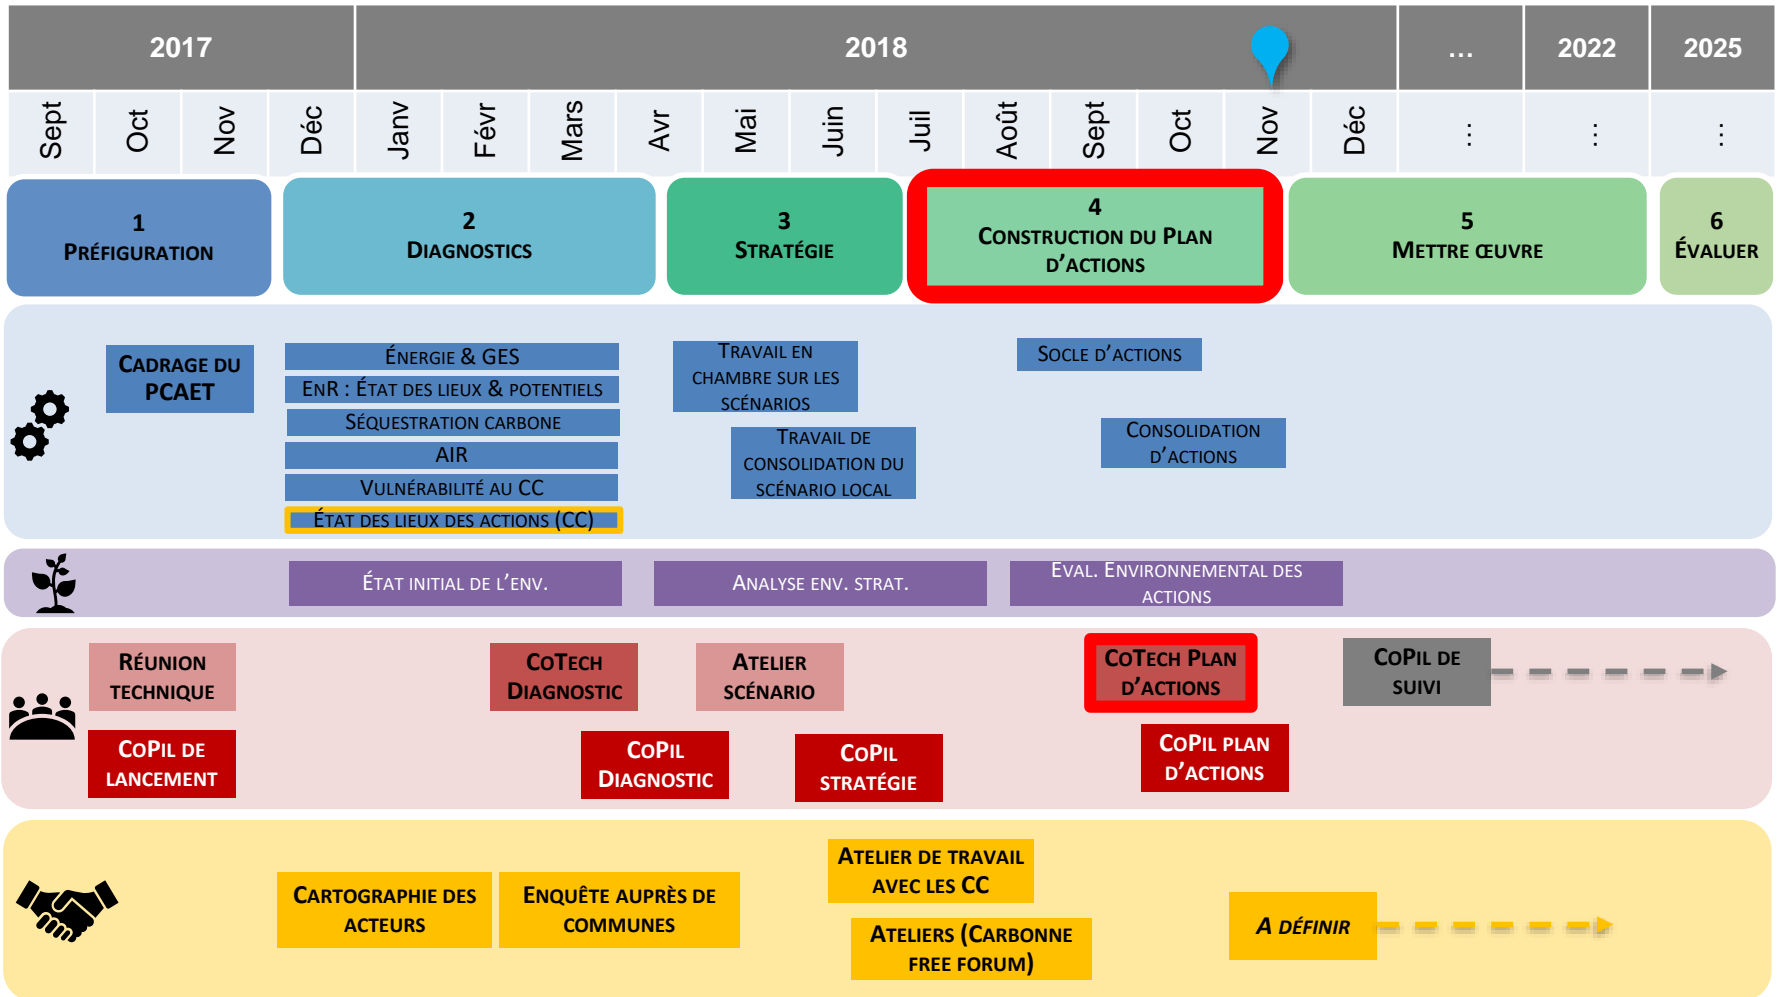 2017
2018
...
2022
2025
Sept
Oct
Nov
Déc
Janv
Févr
Mars
Avr
Mai
Juin
Juil
Août
Sept
Oct
Nov
Déc
...
...
...
1
PRÉFIGURATION
2
DIAGNOSTICS
3
STRATÉGIE
4
CONSTRUCTION DU PLAN
D'ACTIONS
5
METTRE ŒUVRE
6
ÉVALUER
CADRAGE DU
PCAET
ÉNERGIE & GES
ENR : ÉTAT DES LIEUX & POTENTIELS
SÉQUESTRATION CARBONE
AIR
VULNÉRABILITÉ AU CC
ÉTAT DES LIEUX DES ACTIONS (CC)
TRAVAIL EN
CHAMBRE SUR LES
SCÉNARIOS
TRAVAIL DE
CONSOLIDATION DU
SCÉNARIO LOCAL
SOCLE D'ACTIONS
CONSOLIDATION
D'ACTIONS
ÉTAT INITIAL DE L'ENV.
ANALYSE ENV. STRAT.
EVAL. ENVIRONNEMENTAL DES
ACTIONS
RÉUNION
TECHNIQUE
COTECH
DIAGNOSTIC
ATELIER
SCÉNARIO
COTECH PLAN
D'ACTIONS
COPIL DE
SUIVI
COPIL DE
LANCEMENT
COPIL
DIAGNOSTIC
COPIL
STRATÉGIE
COPIL PLAN
D'ACTIONS
CARTOGRAPHIE DES
ACTEURS
ENQUÊTE AUPRÈS DE
COMMUNES
ATELIER DE TRAVAIL
AVEC LES CC
ATELIERS (CARBONNE
FREE FORUM)
A DÉFINIR